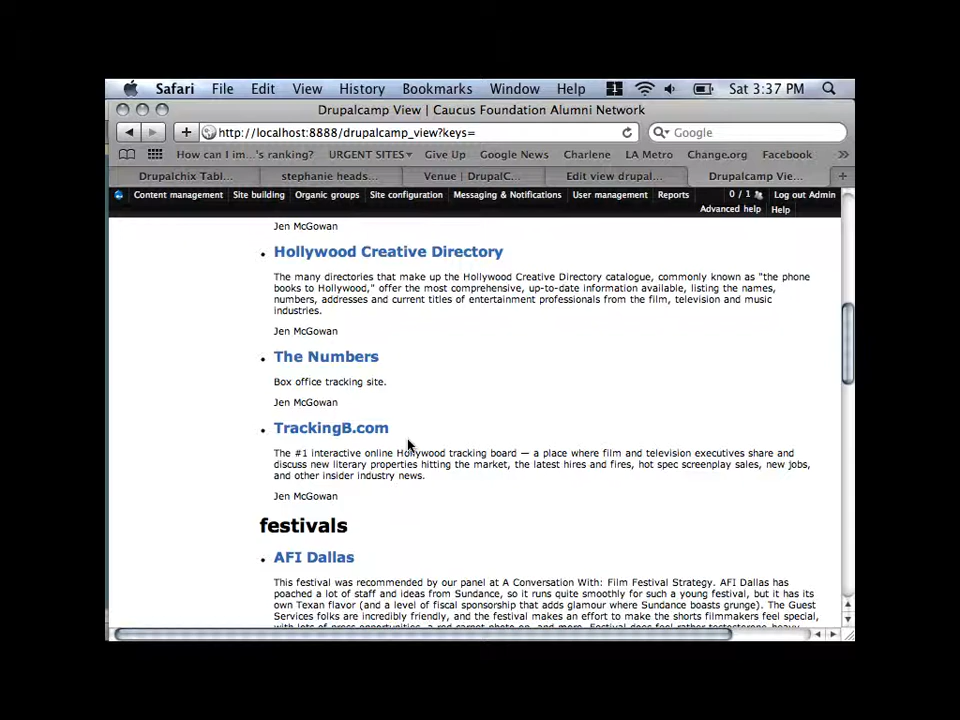 Safari File Edit View History Bookmarks Window Help Sat 3:37 PM
Drupalcamp View | Caucus Foundation Alumni Network
http://localhost:8888/drupalcamp_view?keys= Google
How can I im...'s ranking? URGENT SITES Give Up Google News Charlene LA Metro Change.org Facebook
Drupalchix Tabl... stephanie heads... Venue | DrupalC... Edit view drupal... Drupalcamp Vie...
Content management Site building Organic groups Site configuration Messaging & Notifications User management Reports 0 / 1 Log out Admin
Advanced help Help
Jen McGowan
Hollywood Creative Directory
The many directories that make up the Hollywood Creative Directory catalogue, commonly known as "the phone
books to Hollywood," offer the most comprehensive, up-to-date information available, listing the names,
numbers, addresses and current titles of entertainment professionals from the film, television and music
industries.
Jen McGowan
The Numbers
Box office tracking site.
Jen McGowan
TrackingB.com
The #1 interactive online Hollywood tracking board — a place where film and television executives share and
discuss new literary properties hitting the market, the latest hires and fires, hot spec screenplay sales, new jobs,
and other insider industry news.
Jen McGowan
festivals
AFI Dallas
This festival was recommended by our panel at A Conversation With: Film Festival Strategy. AFI Dallas has
poached a lot of staff and ideas from Sundance, so it runs quite smoothly for such a young festival, but it has its
own Texan flavor (and a level of fiscal sponsorship that adds glamour where Sundance boasts grunge). The Guest
Services folks are incredibly friendly, and the festival makes an effort to make the shorts filmmakers feel special,